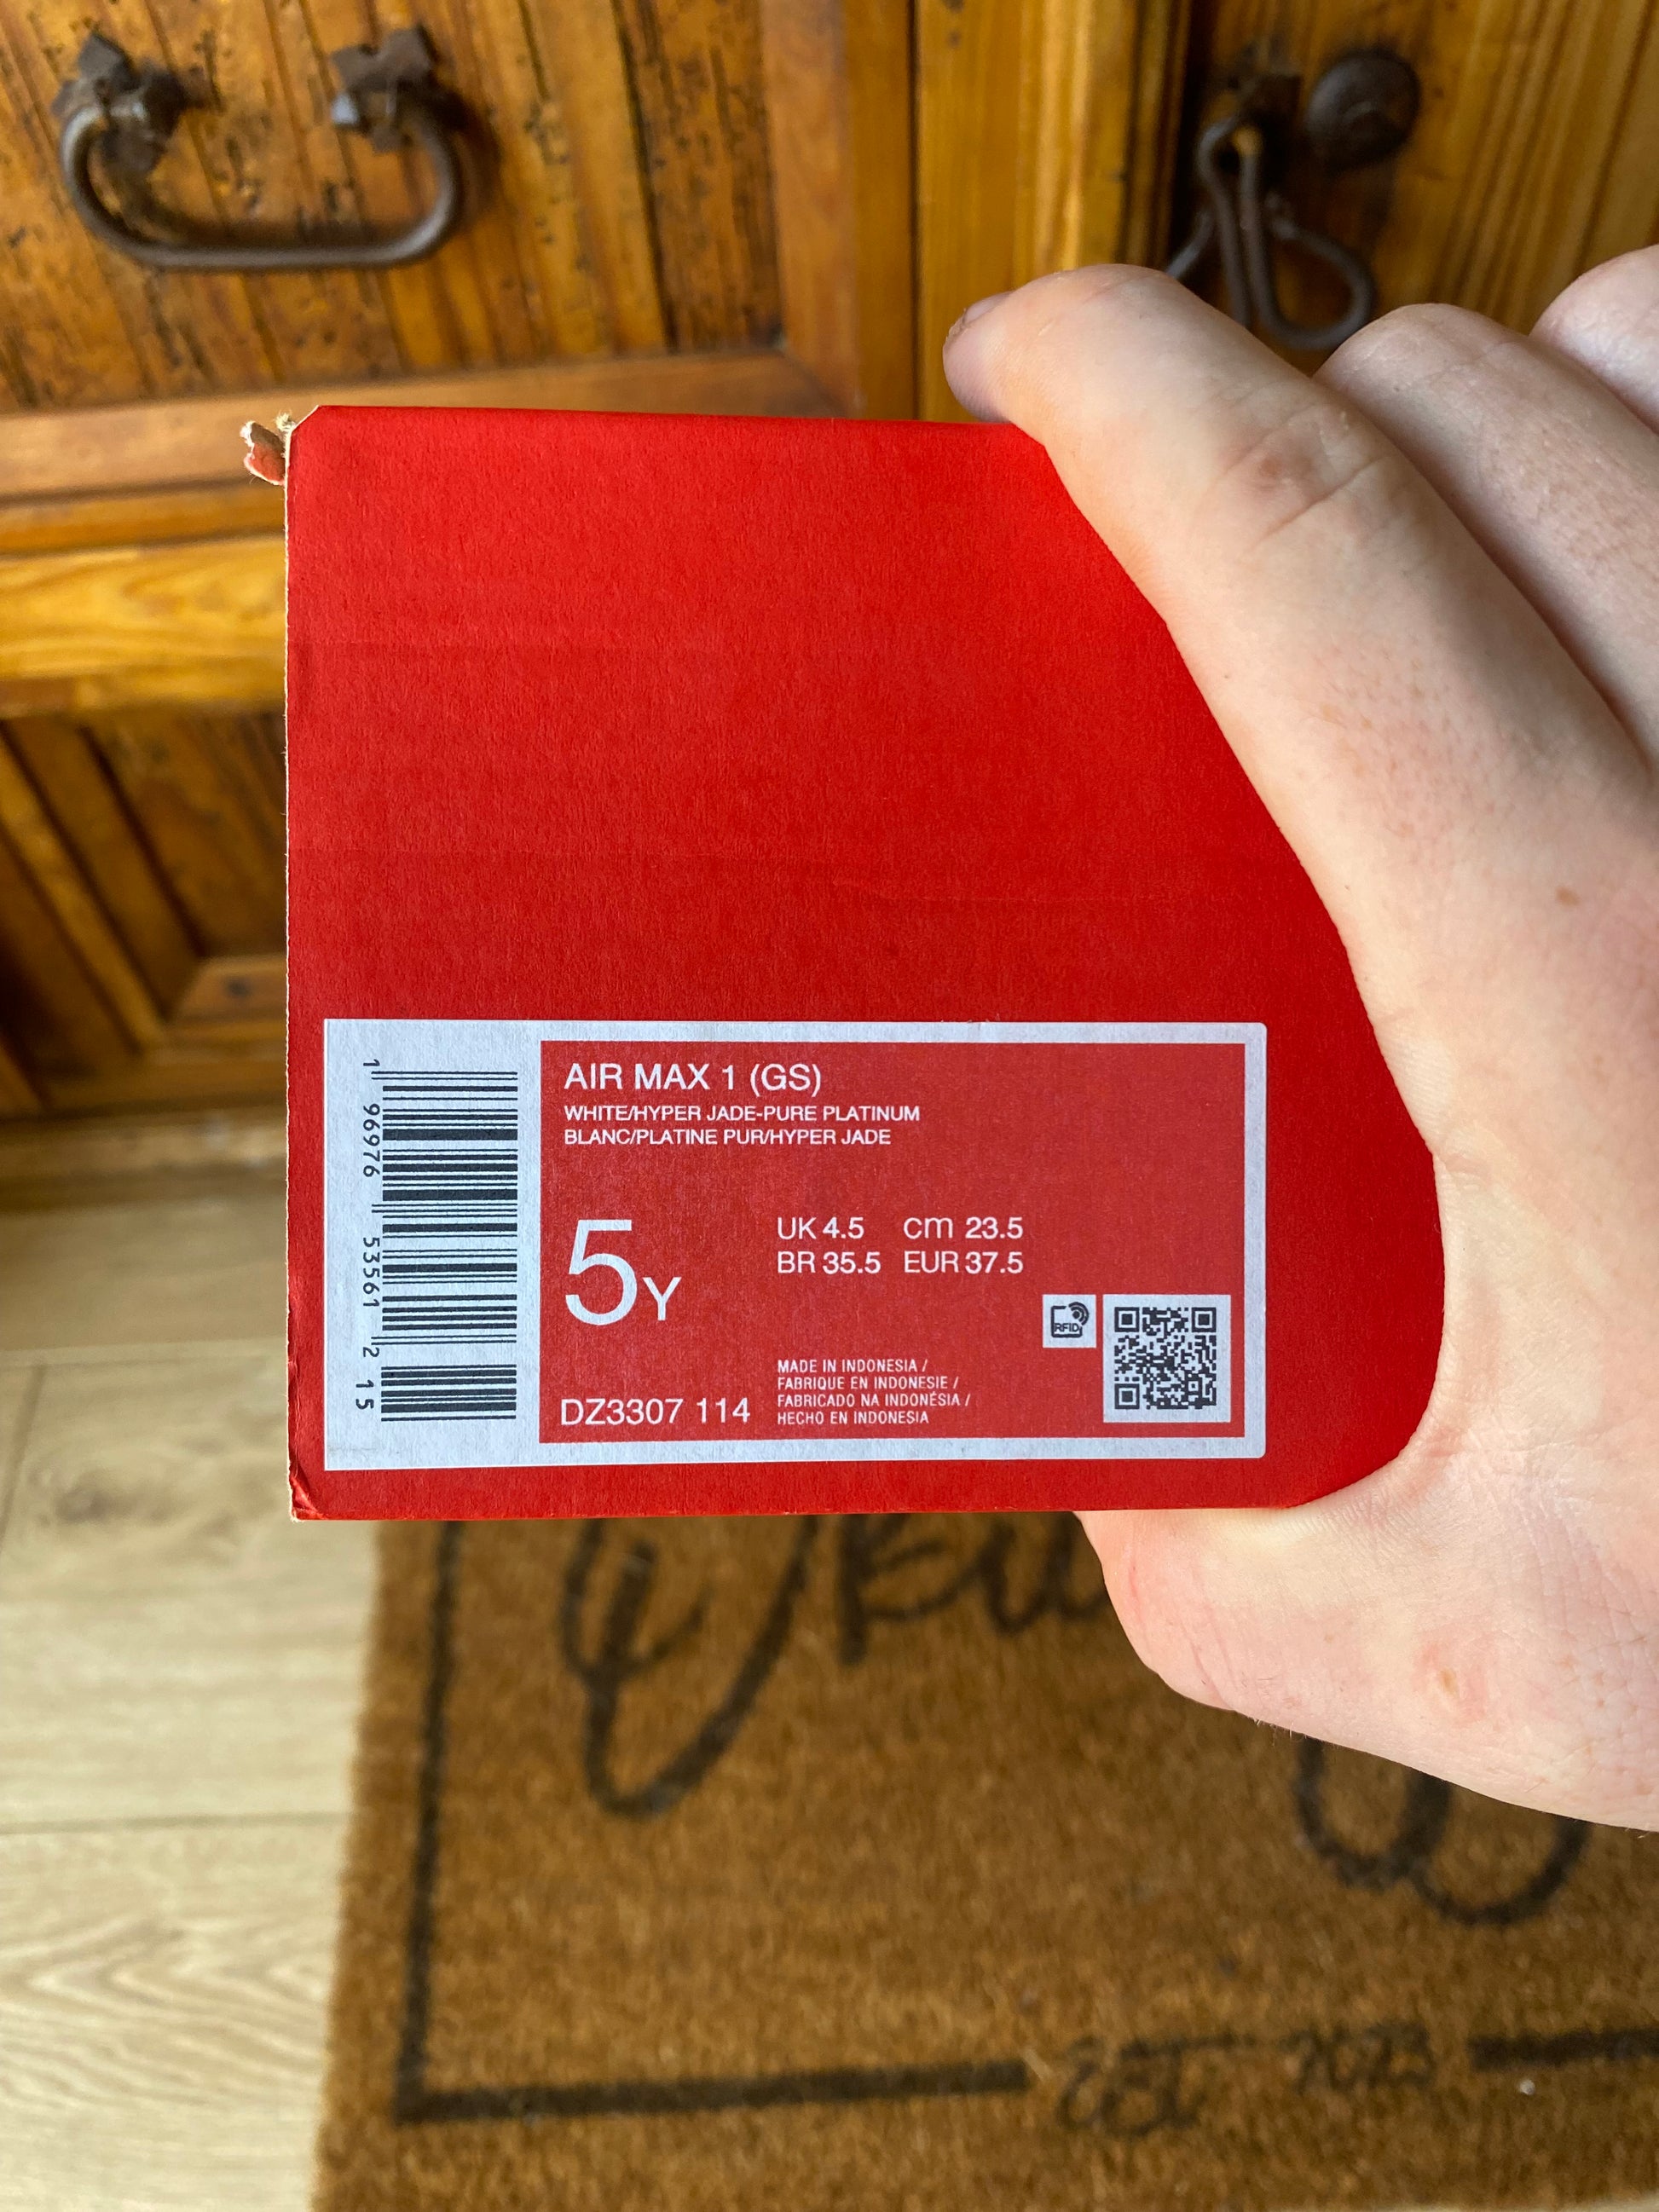 AIR MAX 1 (GS)
WHITE/HYPER JADE-PURE PLATINUM
BLANC/PLATINE PUR/HYPER JADE
5Y
UK 4.5 cm 23.5
BR 35.5 EUR 37.5
RFID
DZ3307 114
MADE IN INDONESIA /
FABRIQUE EN INDONESIE /
FABRICADO NA INDONÉSIA /
HECHO EN INDONESIA
1 96976 53561 2 15